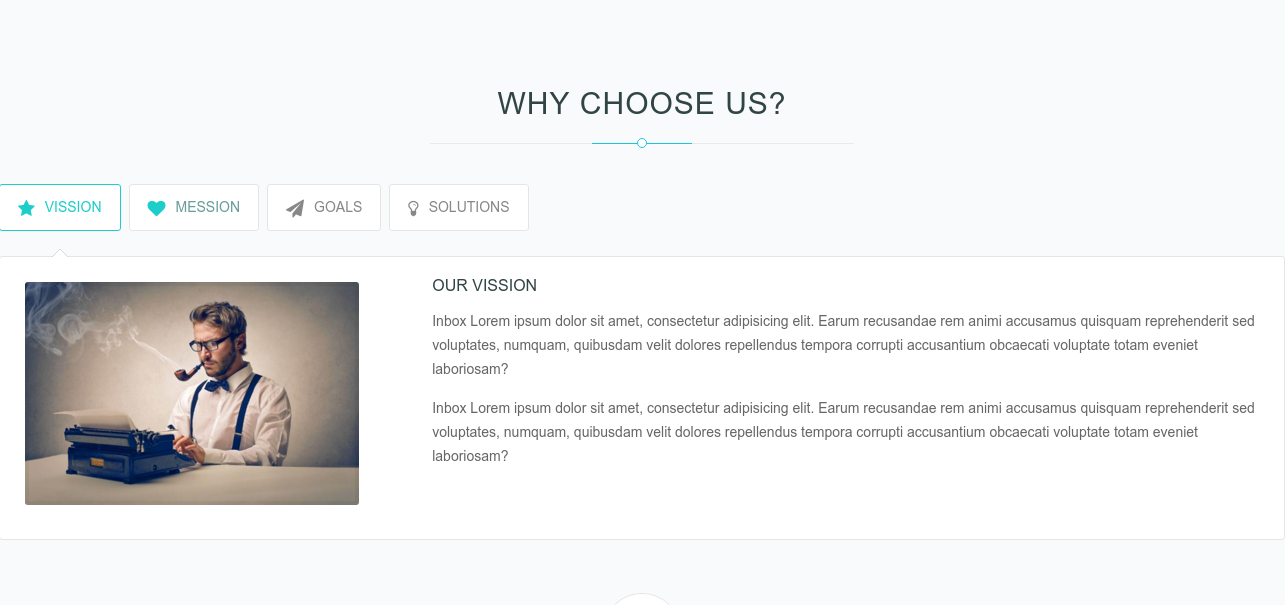 WHY CHOOSE US?
VISSION
MESSION
GOALS
SOLUTIONS
OUR VISSION
Inbox Lorem ipsum dolor sit amet, consectetur adipisicing elit. Earum recusandae rem animi accusamus quisquam reprehenderit sed
voluptates, numquam, quibusdam velit dolores repellendus tempora corrupti accusantium obcaecati voluptate totam eveniet
laboriosam?
Inbox Lorem ipsum dolor sit amet, consectetur adipisicing elit. Earum recusandae rem animi accusamus quisquam reprehenderit sed
voluptates, numquam, quibusdam velit dolores repellendus tempora corrupti accusantium obcaecati voluptate totam eveniet
laboriosam?